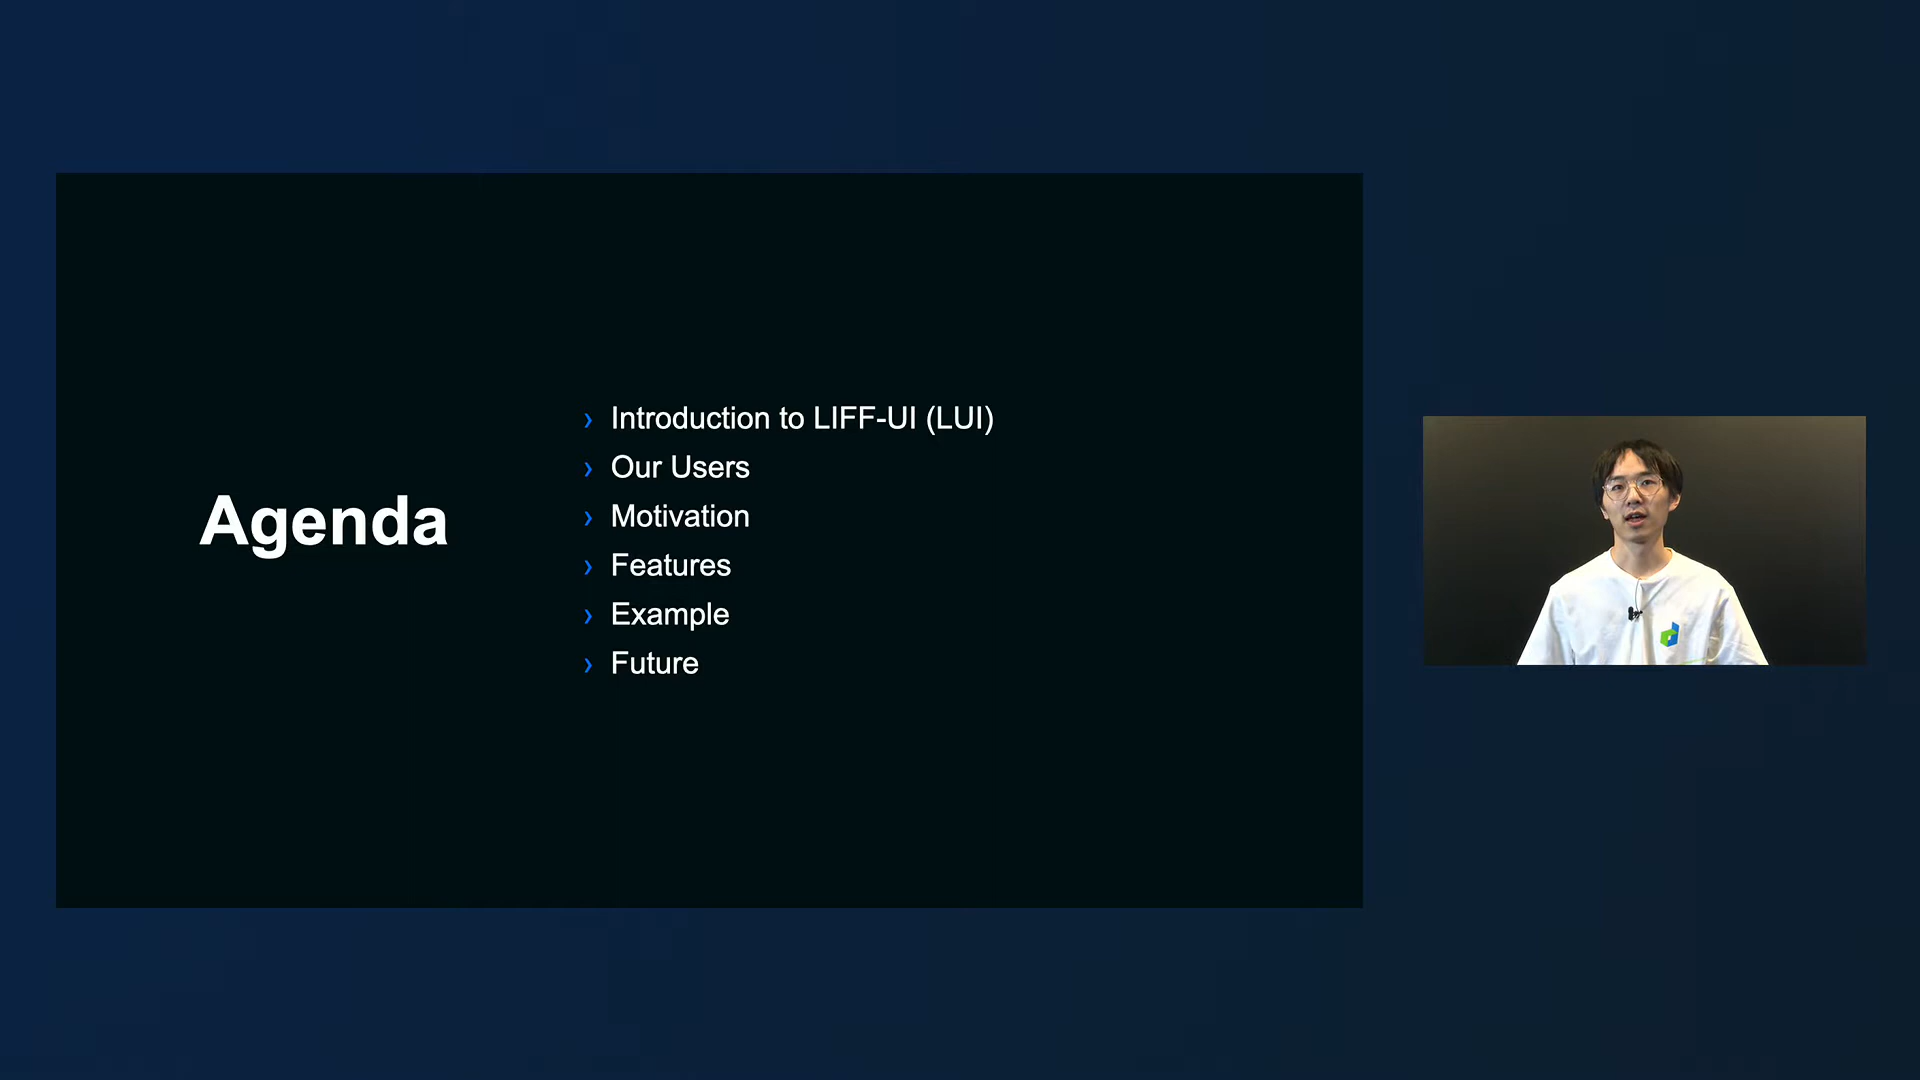 Agenda
› Introduction to LIFF-UI (LUI)
› Our Users
› Motivation
› Features
› Example
› Future